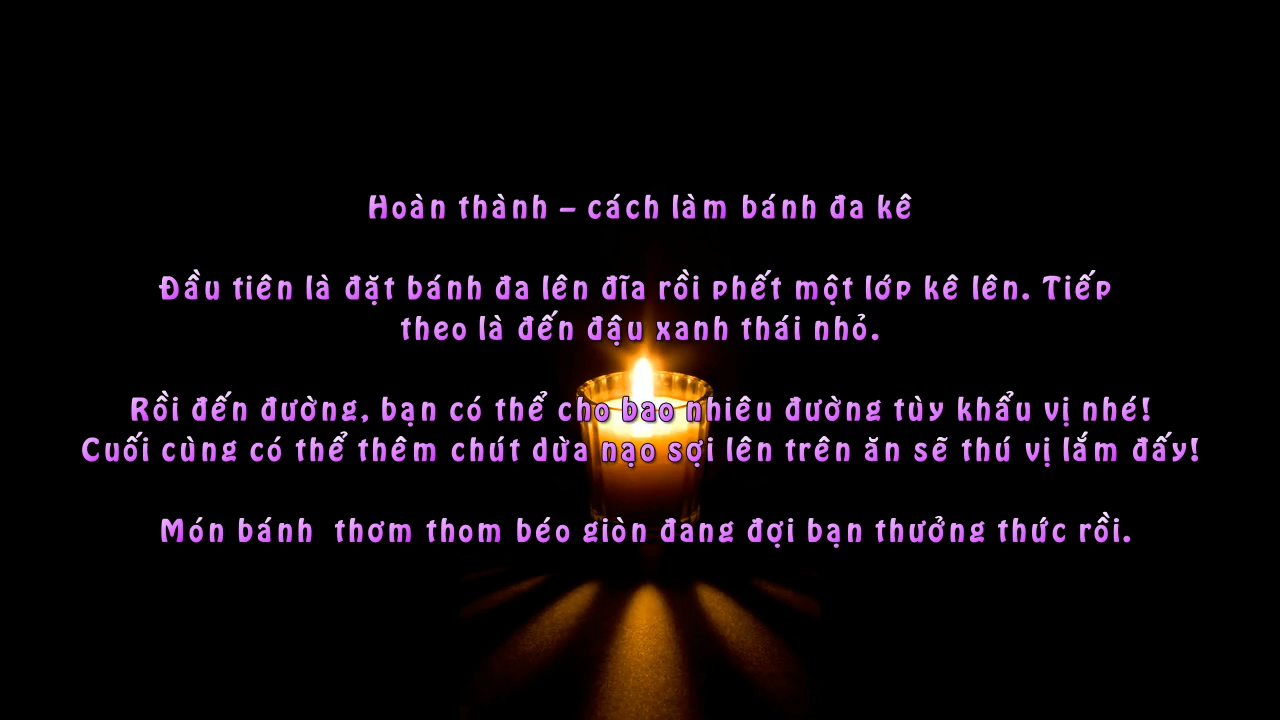 Hoàn thành – cách làm bánh đa kê
Đầu tiên là đặt bánh đa lên đĩa rồi phết một lớp kê lên. Tiếp
theo là đến đậu xanh thái nhỏ.
Rồi đến đường, bạn có thể cho bao nhiêu đường tùy khẩu vị nhé!
Cuối cùng có thể thêm chút dừa nạo sợi lên trên ăn sẽ thú vị lắm đấy!
Món bánh  thơm thom béo giòn đang đợi bạn thưởng thức rồi.